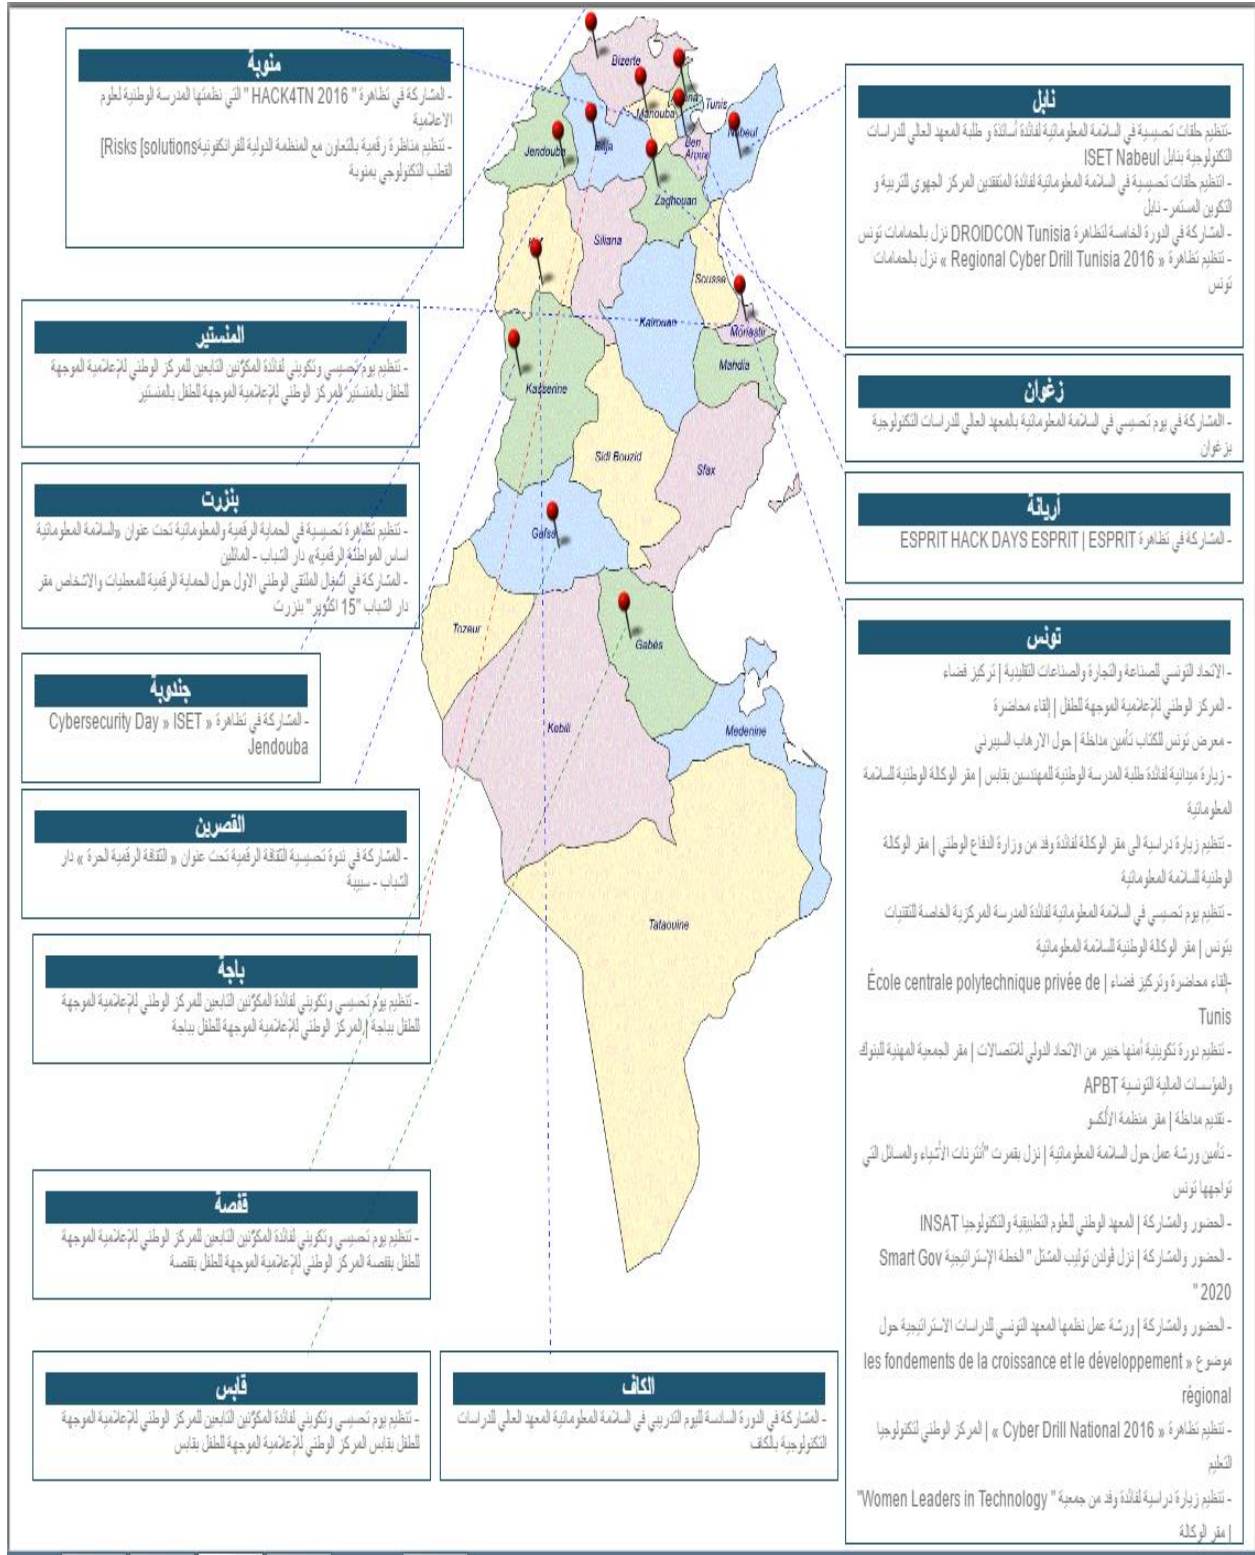 منوبة
- المشاركة في تظاهرة " HACK4TN 2016 " التي نظمتها المدرسة الوطنية لعلوم
الاعلامية
- تنظيم مناظرة رقمية بالتعاون مع المنظمة الدولية للفرانكفونية[Risks [solutions
القطب التكنولوجي بمنوبة
المنستير
- تنظيم يوم تحسيسي وتكويني لفائدة المكوّنين التابعين للمركز الوطني للإعلامية الموجهة
للطفل بالمنستير المركز الوطني للإعلامية الموجهة للطفل بالمنستير
بنزرت
- تنظيم تظاهرة تحسيسية في الحماية الرقمية والمعلوماتية تحت عنوان «السلامة المعلوماتية
اساس المواطنة الرقمية» دار الشباب - الماتلين
- المشاركة في اشغال الملتقى الوطني الاول حول الحماية الرقمية للمعطيات والاشخاص مقر
دار الشباب "15 اكتوبر" بنزرت
جندوبة
- المشاركة في تظاهرة « Cybersecurity Day » ISET
Jendouba
القصرين
- المشاركة في ندوة تحسيسية الثقافة الرقمية تحت عنوان « الثقافة الرقمية الحرة » دار
الشباب - سبيبة
باجة
- تنظيم يوم تحسيسي وتكويني لفائدة المكوّنين التابعين للمركز الوطني للإعلامية الموجهة
للطفل بباجة | المركز الوطني للإعلامية الموجهة للطفل بباجة
قفصة
- تنظيم يوم تحسيسي وتكويني لفائدة المكوّنين التابعين للمركز الوطني للإعلامية الموجهة
للطفل بقفصة المركز الوطني للإعلامية الموجهة للطفل بقفصة
قابس
- تنظيم يوم تحسيسي وتكويني لفائدة المكوّنين التابعين للمركز الوطني للإعلامية الموجهة
للطفل بقابس المركز الوطني للإعلامية الموجهة للطفل بقابس
الكاف
- المشاركة في الدورة السادسة لليوم التدريبي في السلامة المعلوماتية المعهد العالي للدراسات
التكنولوجية بالكاف
Bizerte
Tunis
Manouba
Nabeul
Jendouba
Beja
Ben
Arous
Zaghouan
Siliana
Sousse
Kairouan
Monastir
Mahdia
Kasserine
Sidi Bouzid
Sfax
Gafsa
Tozeur
Gabès
Kebili
Medenine
Tataouine
نابل
-تنظيم حلقات تحسيسية في السلامة المعلوماتية لفائدة أساتذة و طلبة المعهد العالي للدراسات
التكنولوجية بنابل ISET Nabeul
- اتنظيم حلقات تحسيسية في السلامة المعلوماتية لفائدة المتفقدين المركز الجهوي للتربية و
التكوين المستمر - نابل
- المشاركة في الدورة الخامسة لتظاهرة DROIDCON Tunisia نزل بالحمامات تونس
- تنظيم تظاهرة « Regional Cyber Drill Tunisia 2016 » نزل بالحمامات
تونس
زغوان
- المشاركة في يوم تحسيسي في السلامة المعلوماتية بالمعهد العالي للدراسات التكنولوجية
بزغوان
أريانة
- المشاركة في تظاهرة ESPRIT HACK DAYS ESPRIT | ESPRIT
تونس
- الاتحاد التونسي للصناعة والتجارة والصناعات التقليدية | تركيز فضاء
- المركز الوطني للإعلامية الموجهة للطفل | إلقاء محاضرة
- معرض تونس للكتاب تأمين مداخلة | حول الارهاب السيبرني
- زيارة ميدانية لفائدة طلبة المدرسة الوطنية للمهندسين بقابس | مقر الوكالة الوطنية للسلامة
المعلوماتية
- تنظيم زيارة دراسية الى مقر الوكالة لفائدة وفد من وزارة الدفاع الوطني | مقر الوكالة
الوطنية للسلامة المعلوماتية
- تنظيم يوم تحسيسي في السلامة المعلوماتية لفائدة المدرسة المركزية الخاصة للتقنيات
بتونس | مقر الوكالة الوطنية للسلامة المعلوماتية
-إلقاء محاضرة وتركيز فضاء | École centrale polytechnique privée de
Tunis
- تنظيم دورة تكوينية أمنها خبير من الاتحاد الدولي للاتصالات | مقر الجمعية المهنية للبنوك
والمؤسسات المالية التونسية APBT
- تقديم مداخلة | مقر منظمة الألكسو
- تأمين ورشة عمل حول السلامة المعلوماتية | نزل بقمرت "أنترنات الأشياء والمسائل التي
تواجهها تونس
- الحضور والمشاركة | المعهد الوطني للعلوم التطبيقية والتكنولوجيا INSAT
- الحضور والمشاركة | نزل ڤولدن توليب المشتل " الخطة الإستراتيجية Smart Gov
2020 "
- الحضور والمشاركة | ورشة عمل نظمها المعهد التونسي للدراسات الاستراتيجية حول
موضوع « les fondements de la croissance et le développement
régional
- تنظيم تظاهرة « Cyber Drill National 2016 » | المركز الوطني لتكنولوجيا
التعليم
- تنظيم زيارة دراسية لفائدة وفد من جمعية " Women Leaders in Technology"
| مقر الوكالة